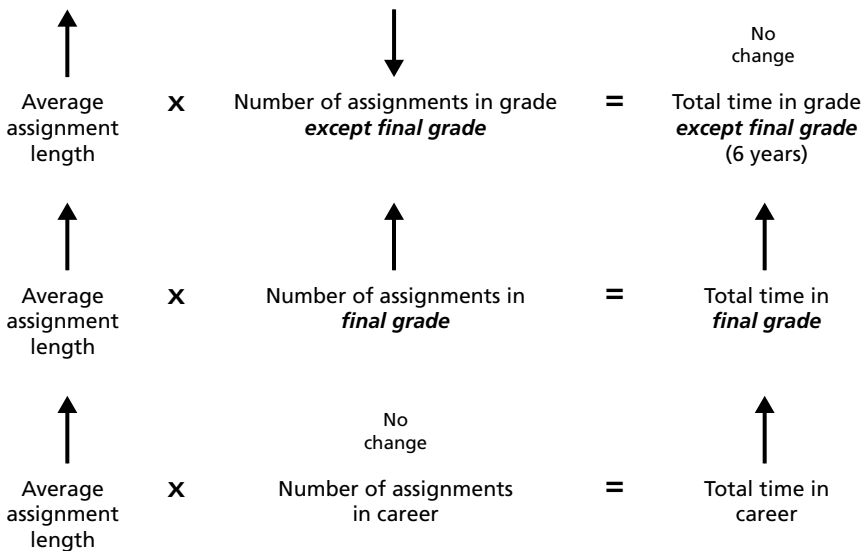 No
change
Average
assignment
length
x
Number of assignments in grade
except final grade
=
Total time in grade
except final grade
(6 years)
Average
assignment
length
x
Number of assignments in
final grade
=
Total time in
final grade
No
change
Average
assignment
length
x
Number of assignments
in career
=
Total time in
career